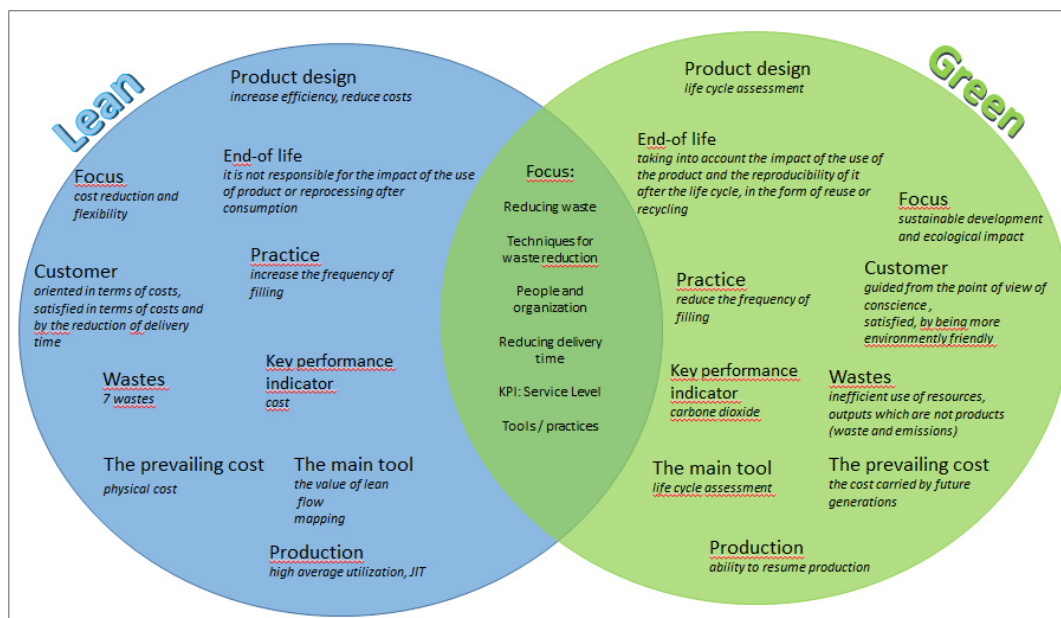 Lean
Product design
increase efficiency, reduce costs
End-of life
it is not responsible for the impact of the use
of product or reprocessing after
consumption
Focus
cost reduction and
flexibility
Practice
increase the frequency of
filling
Customer
oriented in terms of costs,
satisfied in terms of costs and
by the reduction of delivery
time
Key performance
indicator
cost
Wastes
7 wastes
The prevailing cost
physical cost
The main tool
the value of lean
flow
mapping
Production
high average utilization, JIT
Focus:
Reducing waste
Techniques for
waste reduction
People and
organization
Reducing delivery
time
KPI: Service Level
Tools / practices
Green
Product design
life cycle assessment
End-of life
taking into account the impact of the use of
the product and the reproducibility of it
after the life cycle, in the form of reuse or
recycling
Focus
sustainable development
and ecological impact
Practice
reduce the frequency of
filling
Customer
guided from the point of view of
conscience ,
satisfied, by being more
environmently friendly
Key performance
indicator
carbone dioxide
Wastes
inefficient use of resources,
outputs which are not products
(waste and emissions)
The main tool
life cycle assessment
The prevailing cost
the cost carried by future
generations
Production
ability to resume production